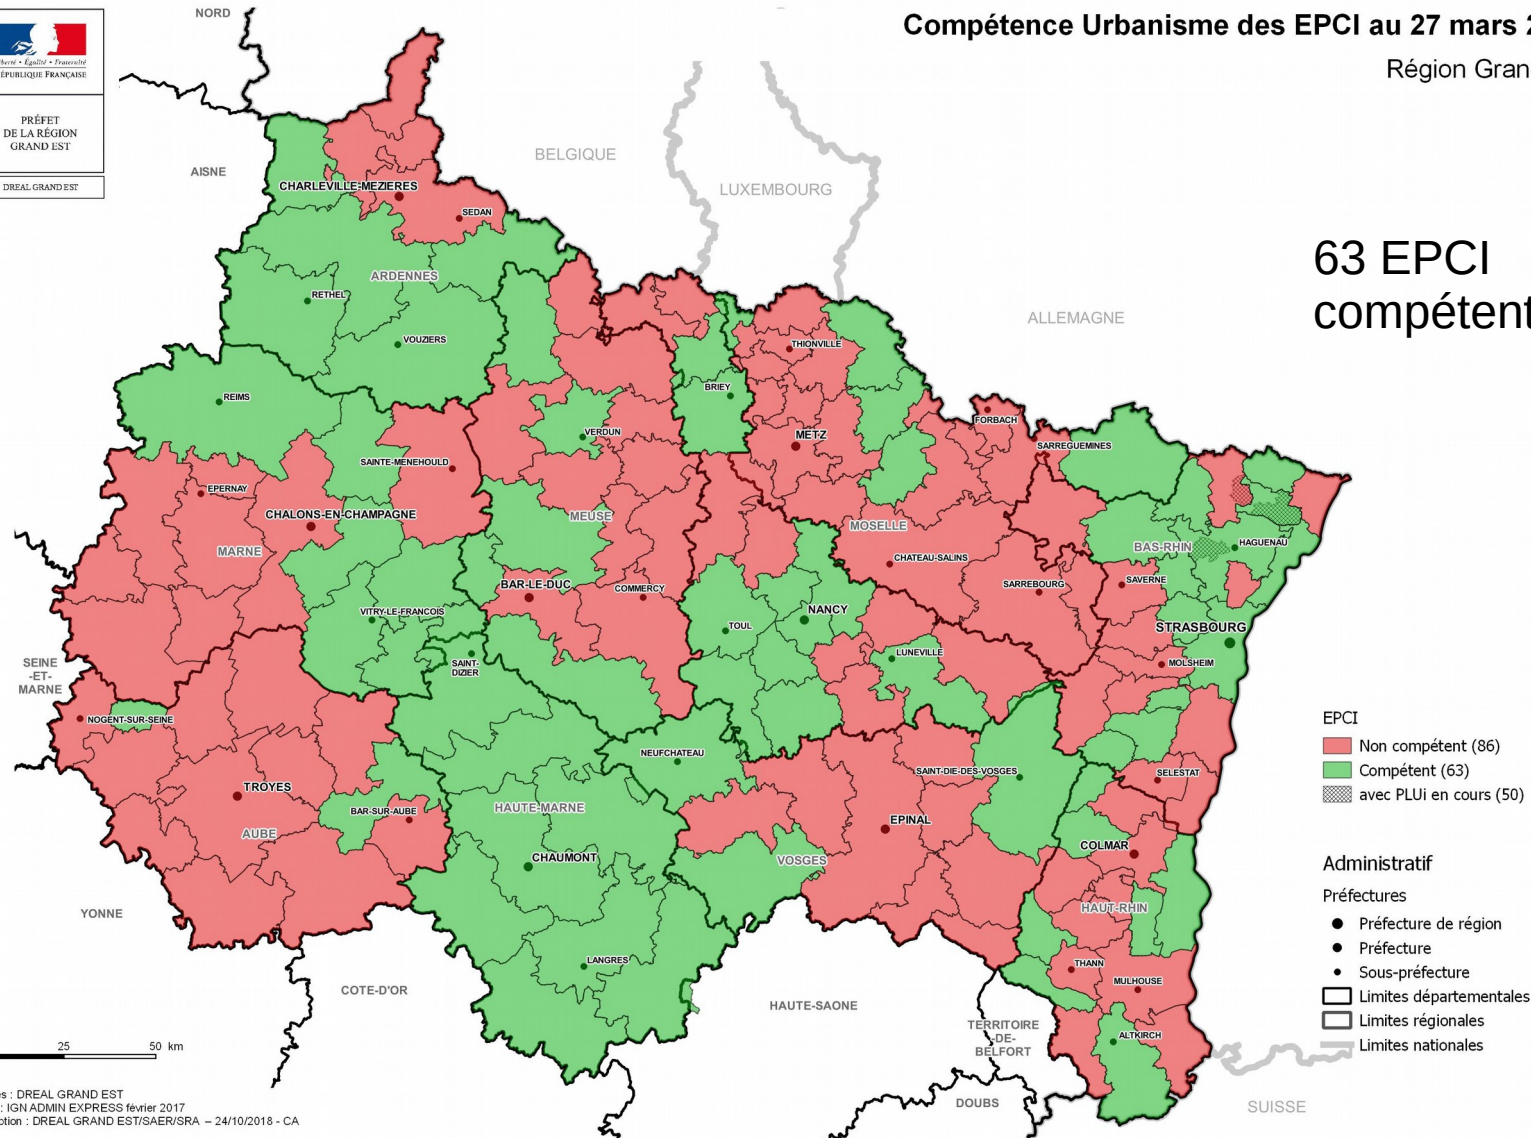 Compétence Urbanisme des EPCI au 27 mars 2
Région Gran
Liberté • Égalité • Fraternité
RÉPUBLIQUE FRANÇAISE
PRÉFET
DE LA RÉGION
GRAND EST
DREAL GRAND EST
63 EPCI
compétent
NORD
AISNE
BELGIQUE
LUXEMBOURG
ALLEMAGNE
CHARLEVILLE-MEZIERES
SEDAN
ARDENNES
RETHEL
VOUZIERS
REIMS
THIONVILLE
BRIEY
FORBACH
METZ
SARREGUEMINES
VERDUN
SAINTE-MENEHOULD
EPERNAY
CHALONS-EN-CHAMPAGNE
MEUSE
MOSELLE
MARNE
BAS-RHIN
HAGUENAU
CHATEAU-SALINS
BAR-LE-DUC
COMMERCY
SARREBOURG
SAVERNE
VITRY-LE-FRANCOIS
NANCY
TOUL
STRASBOURG
LUNEVILLE
MOLSHEIM
SAINT-
DIZIER
SEINE
-ET-
MARNE
NOGENT-SUR-SEINE
NEUFCHATEAU
SAINT-DIE-DES-VOSGES
SELESTAT
TROYES
BAR-SUR-AUBE
HAUTE-MARNE
EPINAL
AUBE
COLMAR
CHAUMONT
VOSGES
YONNE
HAUT-RHIN
LANGRES
THANN
MULHOUSE
COTE-D'OR
HAUTE-SAONE
TERRITOIRE
-DE-
BELFORT
ALTKIRCH
DOUBS
SUISSE
EPCI
Non compétent (86)
Compétent (63)
avec PLUi en cours (50)
Administratif
Préfectures
Préfecture de région
Préfecture
Sous-préfecture
Limites départementales
Limites régionales
Limites nationales
25 50 km
es : DREAL GRAND EST
: IGN ADMIN EXPRESS février 2017
ption : DREAL GRAND EST/SAER/SRA – 24/10/2018 - CA